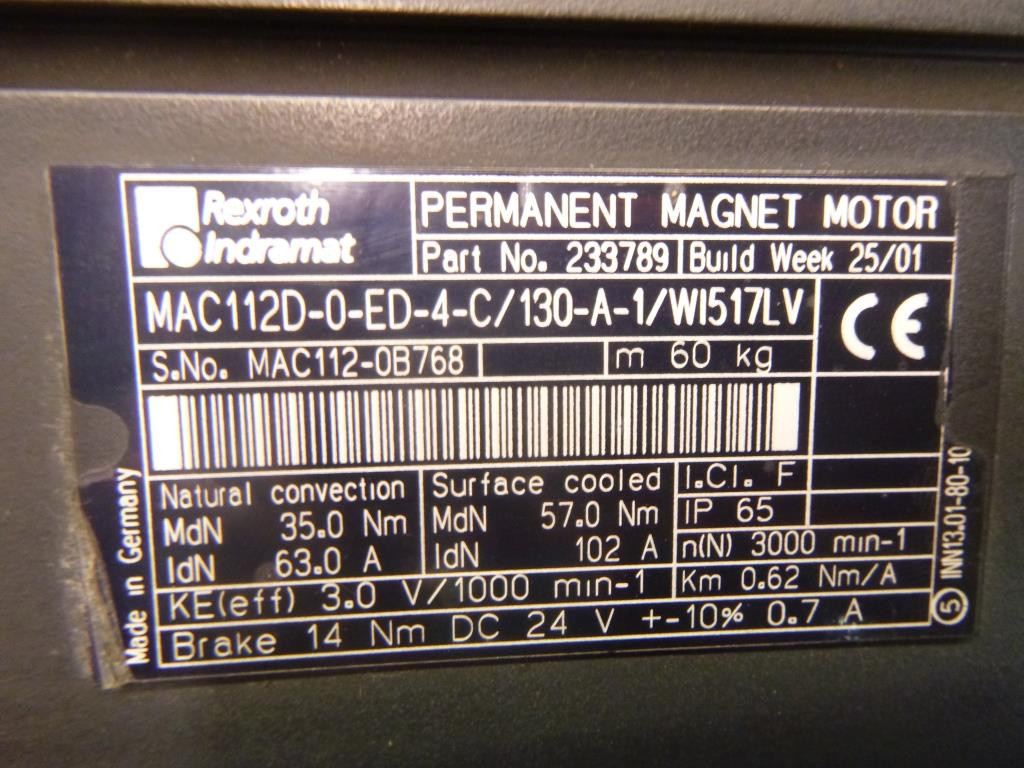 Rexroth
Indramat
PERMANENT MAGNET MOTOR
Part No. 233789
Build Week 25/01
MAC112D-0-ED-4-C/130-A-1/WI517LV
CE
S.No. MAC112-0B768
m 60 kg
Natural convection
MdN 35.0 Nm
IdN 63.0 A
Surface cooled
MdN 57.0 Nm
IdN 102 A
I.Cl. F
IP 65
n(N) 3000 min-1
KE(eff) 3.0 V/1000 min-1
Km 0.62 Nm/A
Brake 14 Nm DC 24 V +-10% 0.7 A
Made in Germany
5 INN13.01-80-10